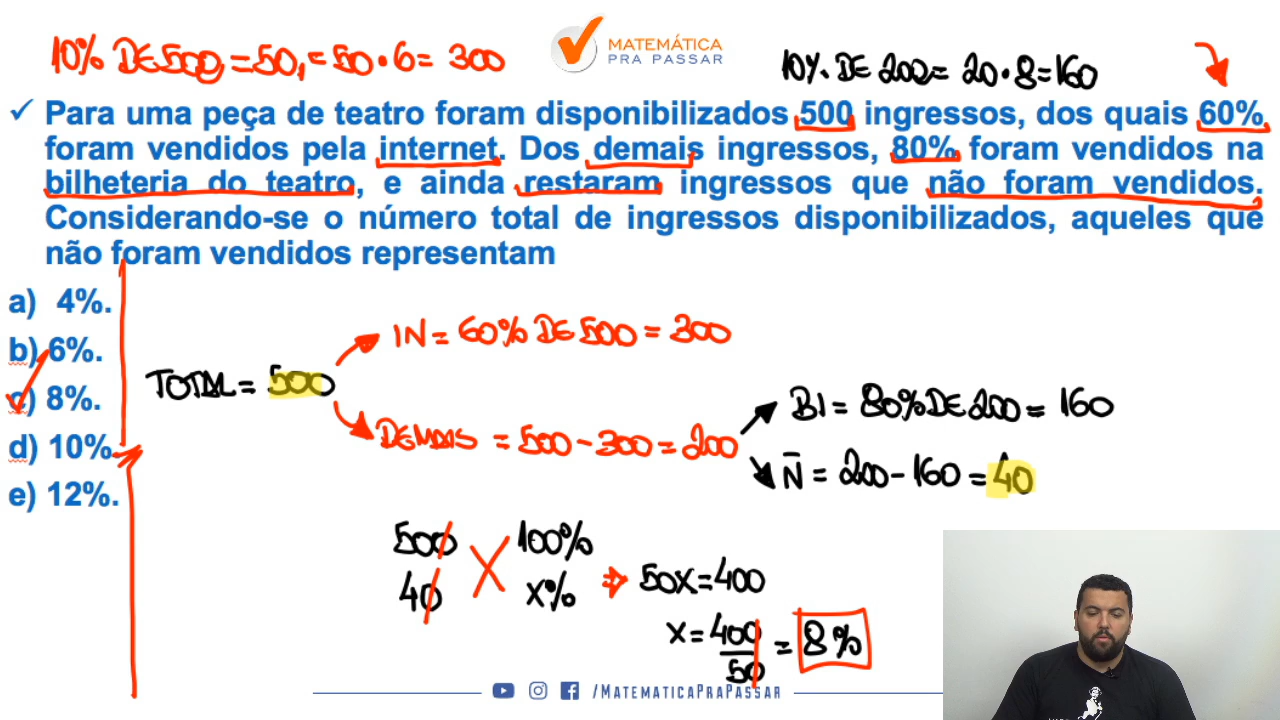 10% DE 500 = 50, = 50 • 6 = 300
MATEMÁTICA
PRA PASSAR
10%. DE 200 = 20 • 8 = 160
✓ Para uma peça de teatro foram disponibilizados 500 ingressos, dos quais 60%
foram vendidos pela internet. Dos demais ingressos, 80% foram vendidos na
bilheteria do teatro, e ainda restaram ingressos que não foram vendidos.
Considerando-se o número total de ingressos disponibilizados, aqueles que
não foram vendidos representam
a) 4%.
b) 6%.
c) 8%.
d) 10%.
e) 12%.
TOTAL = 500
IN = 60% DE 500 = 300
DEMAIS = 500 - 300 = 200
BI = 80% DE 200 = 160
N̄ = 200 - 160 = 40
500 100%
40 X%
50X = 400
X = 400/50 = 8%
/MATEMATICAPRAPASSAR